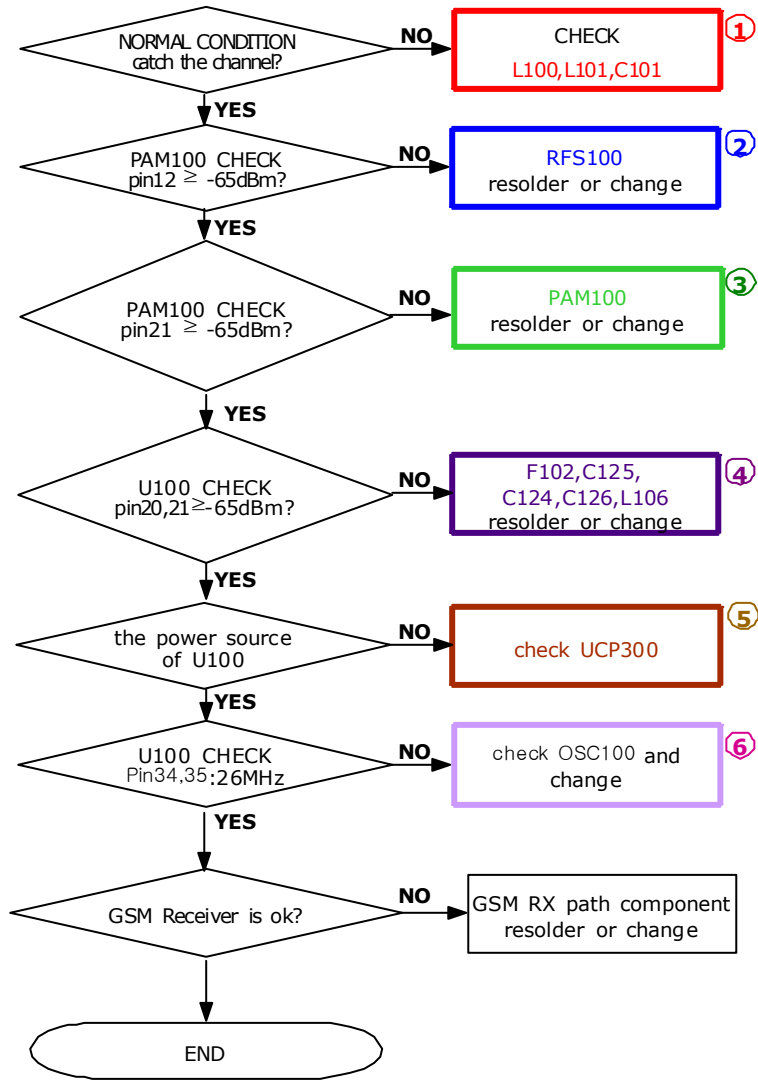 NORMAL CONDITION
catch the channel?
NO
CHECK
L100,L101,C101
1
YES
PAM100 CHECK
pin12 ≥ -65dBm?
NO
RFS100
resolder or change
2
YES
PAM100 CHECK
pin21 ≥ -65dBm?
NO
PAM100
resolder or change
3
YES
U100 CHECK
pin20,21≥-65dBm?
NO
F102,C125,
C124,C126,L106
resolder or change
4
YES
the power source
of U100
NO
check UCP300
5
YES
U100 CHECK
Pin34,35:26MHz
NO
check OSC100 and
change
6
YES
GSM Receiver is ok?
NO
GSM RX path component
resolder or change
END